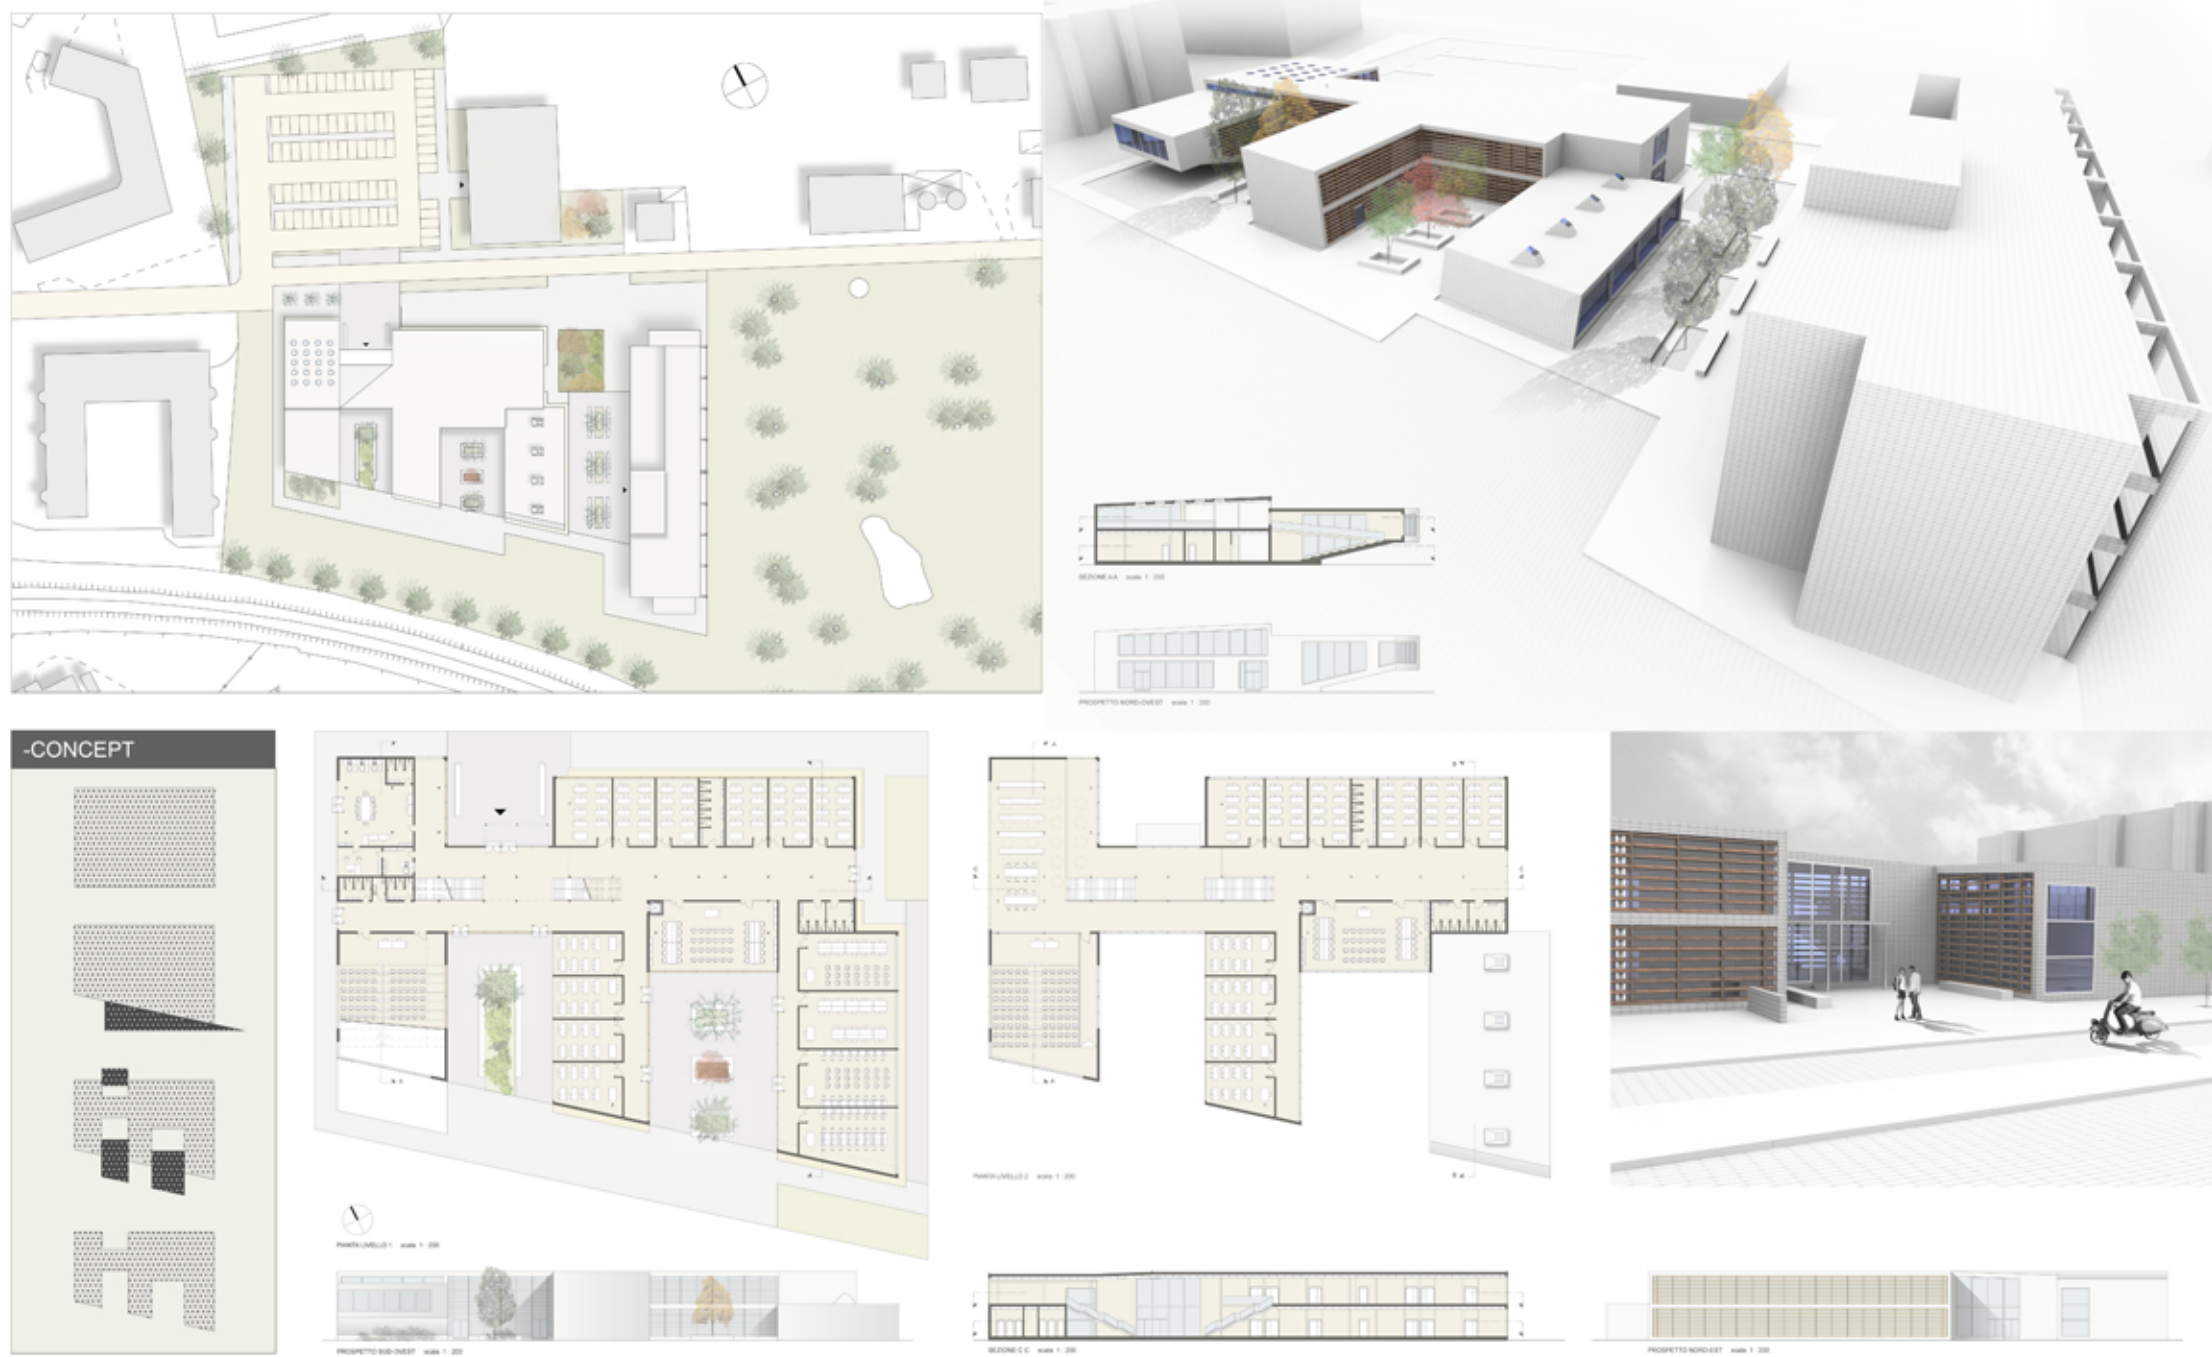 SEZIONE A A scala 1 : 200
PROSPETTO NORD-OVEST scala 1 : 200
-CONCEPT
PIANTA LIVELLO 1 scala 1 : 200
PIANTA LIVELLO 2 scala 1 : 200
PROSPETTO SUD-OVEST scala 1 : 200
SEZIONE C C scala 1 : 200
PROSPETTO NORD-EST scala 1 : 200